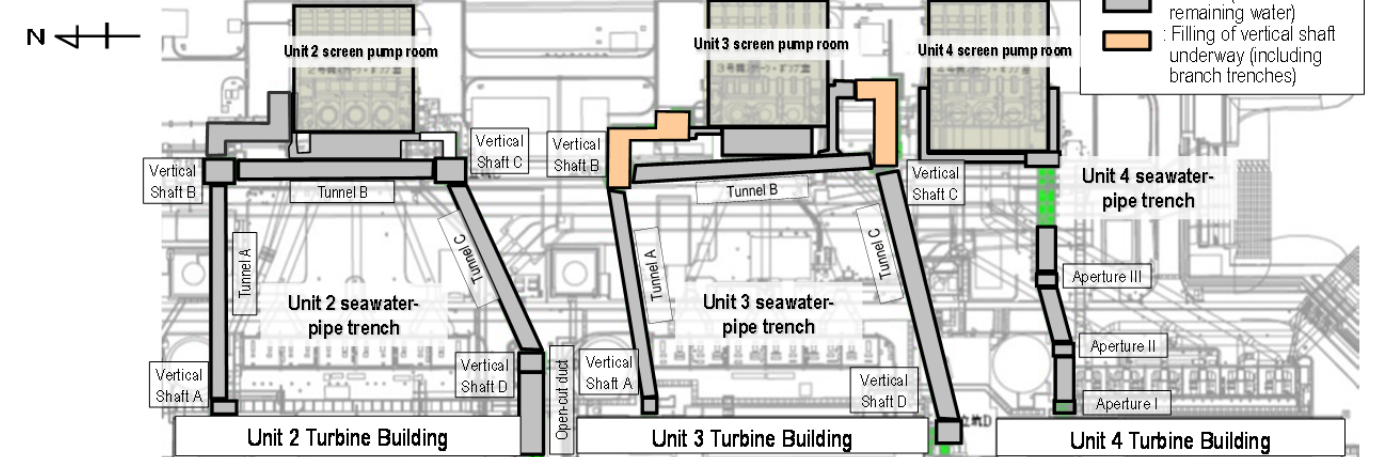 remaining water)
: Filling of vertical shaft
underway (including
branch trenches)
N
Unit 2 screen pump room
Unit 3 screen pump room
Unit 4 screen pump room
Vertical
Shaft C
Vertical
Shaft B
Vertical
Shaft B
Vertical
Shaft C
Tunnel B
Tunnel B
Unit 4 seawater-
pipe trench
Tunnel A
Tunnel C
Tunnel A
Tunnel C
Aperture III
Unit 2 seawater-
pipe trench
Unit 3 seawater-
pipe trench
Aperture II
Vertical
Shaft A
Vertical
Shaft D
Open-cut duct
Vertical
Shaft A
Vertical
Shaft D
Aperture I
立坑D
Unit 2 Turbine Building
Unit 3 Turbine Building
Unit 4 Turbine Building